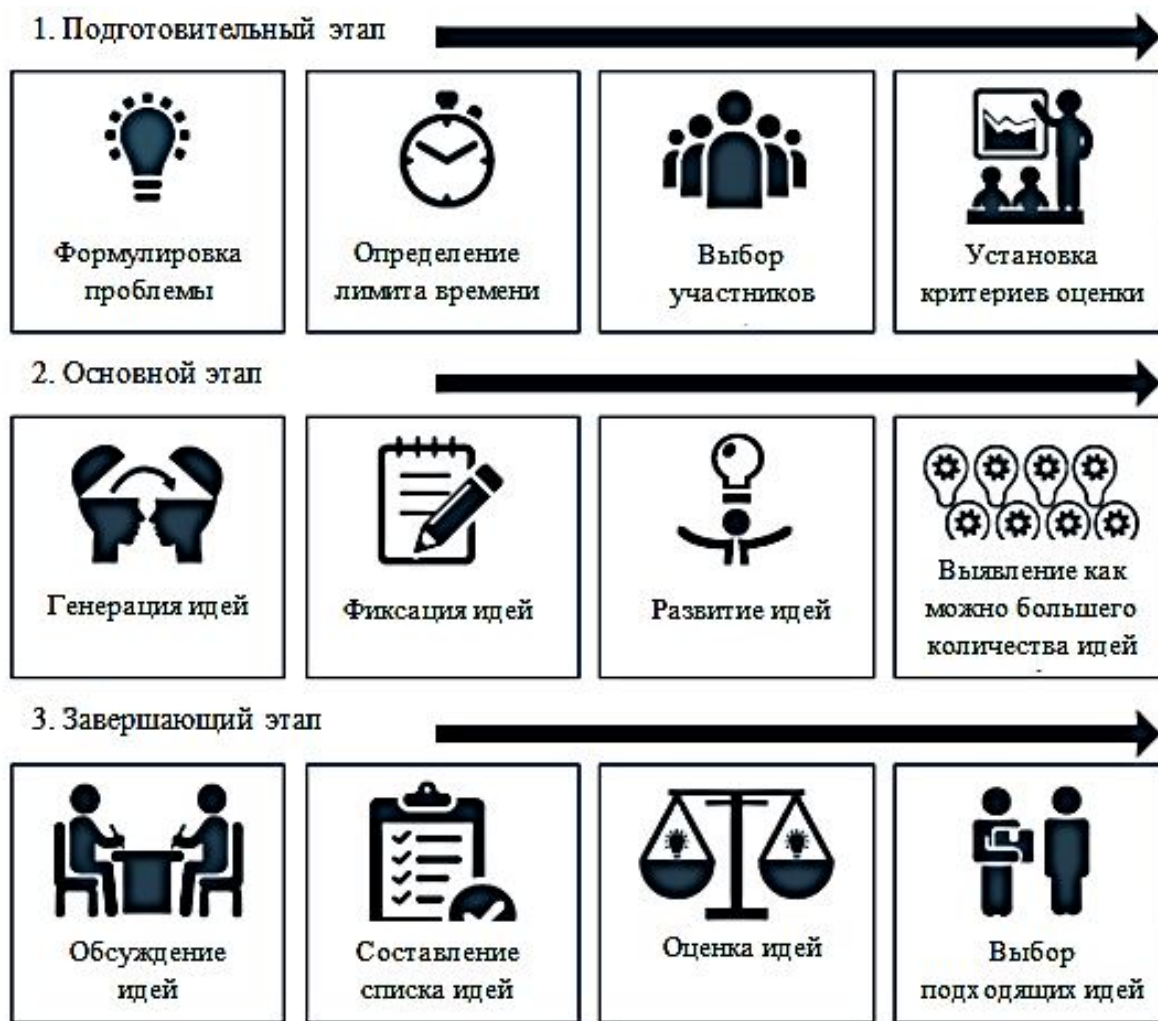 1. Подготовительный этап
Формулировка
проблемы
Определение
лимита времени
Выбор
участников
Установка
критериев оценки
2. Основной этап
Генерация идей
Фиксация идей
Развитие идей
Выявление как
можно большего
количества идей
3. Завершающий этап
Обсуждение
идей
Составление
списка идей
Оценка идей
Выбор
подходящих идей